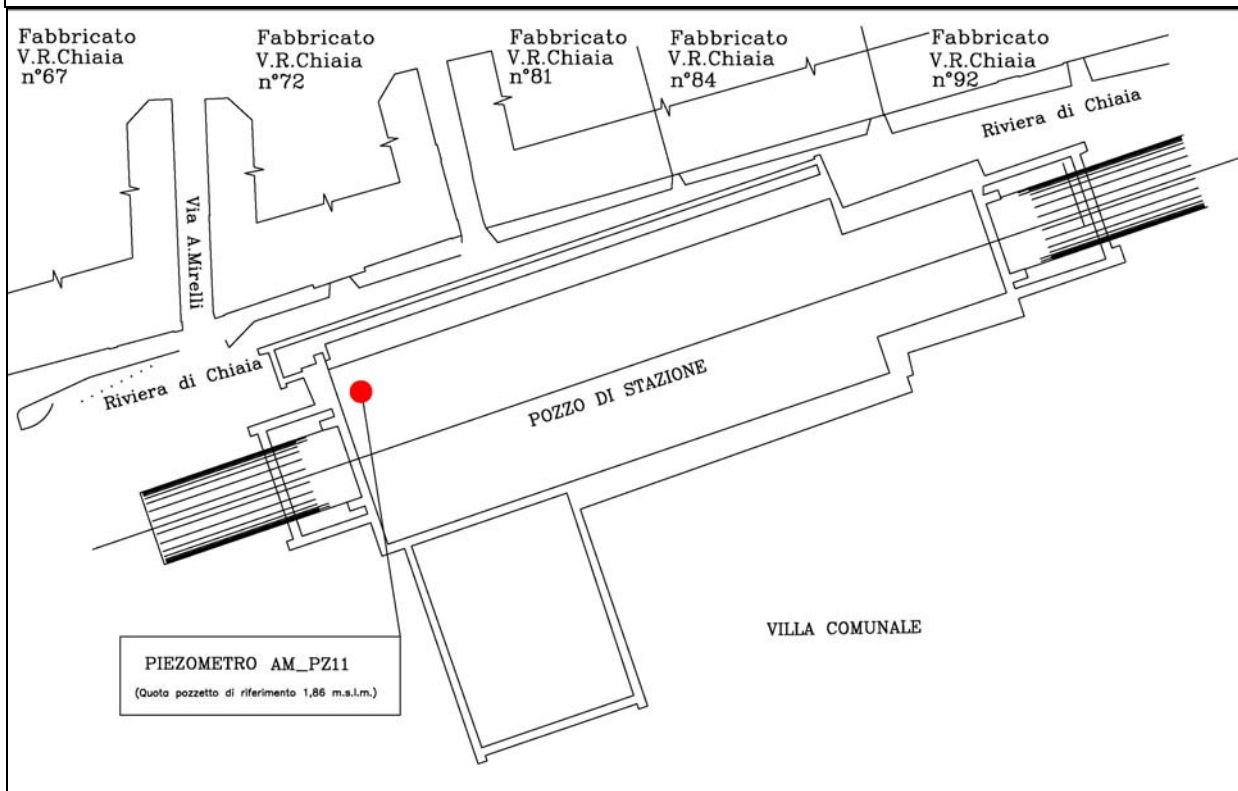 Fabbricato
V.R.Chiaia
n°67
Fabbricato
V.R.Chiaia
n°72
Fabbricato
V.R.Chiaia
n°81
Fabbricato
V.R.Chiaia
n°84
Fabbricato
V.R.Chiaia
n°92
Riviera di Chiaia
Via A.Mirelli
Riviera di Chiaia
POZZO DI STAZIONE
VILLA COMUNALE
PIEZOMETRO AM_PZ11
(Quota pozzetto di riferimento 1,86 m.s.l.m.)